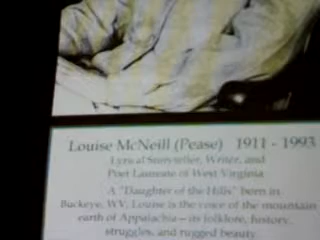 Louise McNeill (Pease) 1911 - 1993
Lyrical Storyteller, Writer, and
Poet Laureate of West Virginia
A "Daughter of the Hills" born in
Buckeye, WV, Louise is the voice of the mountain
earth of Appalachia - its folklore, history,
struggles, and rugged beauty.